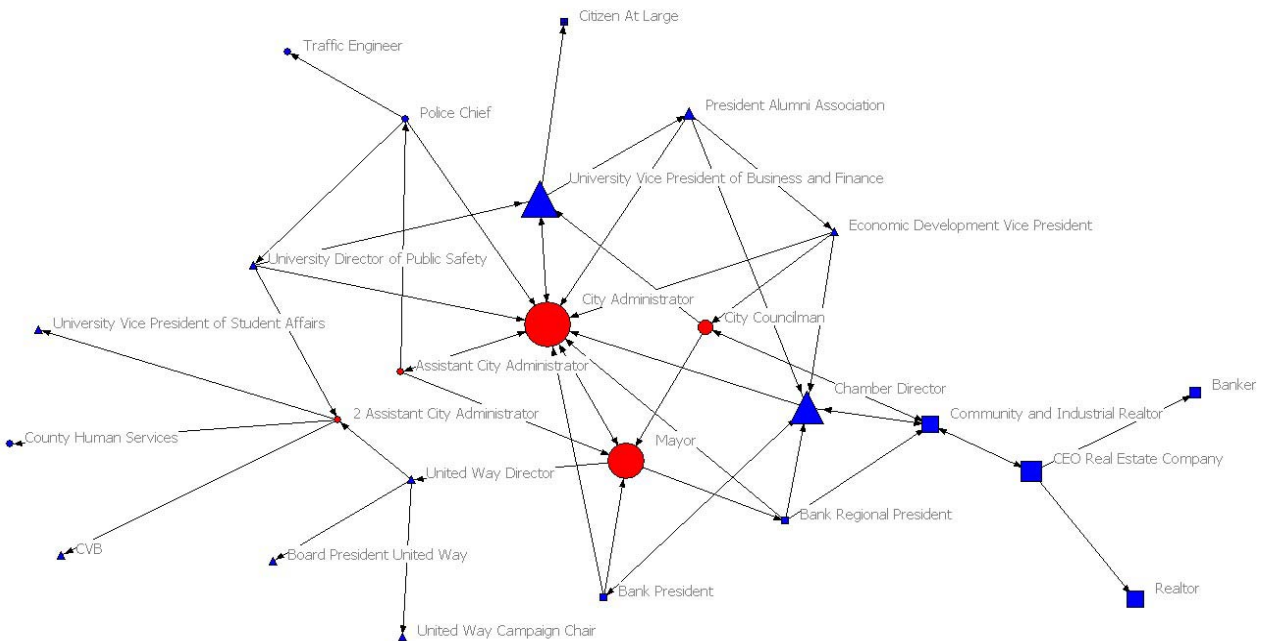 Citizen At Large
Traffic Engineer
President Alumni Association
Police Chief
University Vice President of Business and Finance
Economic Development Vice President
University Director of Public Safety
City Administrator
City Councilman
University Vice President of Student Affairs
Assistant City Administrator
Chamber Director
Banker
2 Assistant City Administrator
Community and Industrial Realtor
County Human Services
Mayor
CEO Real Estate Company
United Way Director
Bank Regional President
CVB
Board President United Way
Bank President
Realtor
United Way Campaign Chair